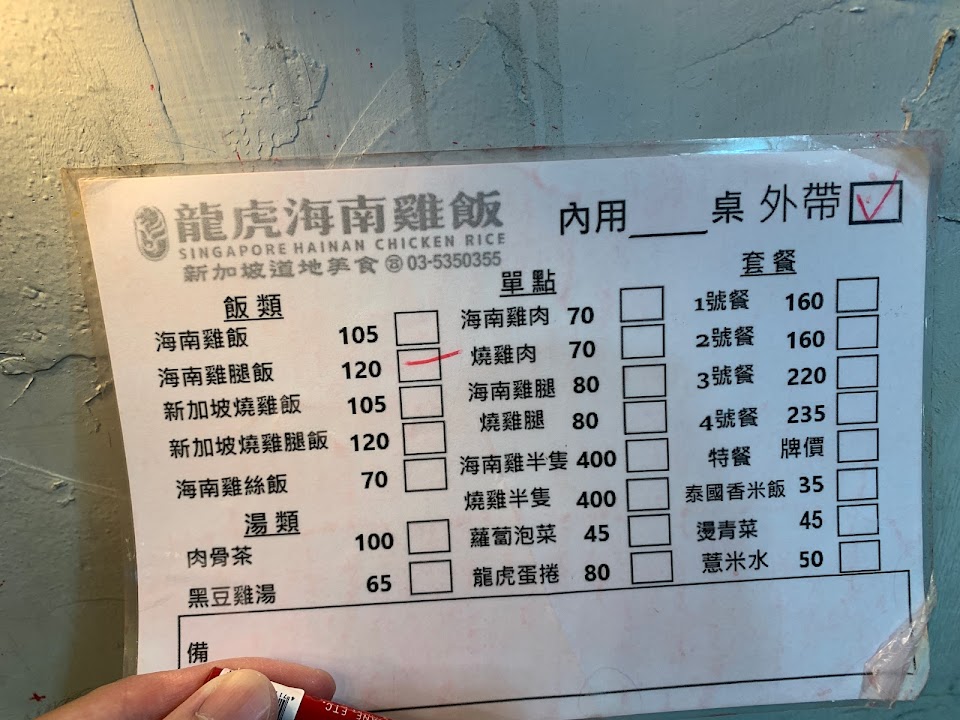 龍虎海南雞飯
SINGAPORE HAINAN CHICKEN RICE
新加坡道地美食 ☎ 03-5350355
內用____桌 外帶
飯類
海南雞飯 105
海南雞腿飯 120
新加坡燒雞飯 105
新加坡燒雞腿飯 120
海南雞絲飯 70
湯類
肉骨茶 100
黑豆雞湯 65
單點
海南雞肉 70
燒雞肉 70
海南雞腿 80
燒雞腿 80
海南雞半隻 400
燒雞半隻 400
蘿蔔泡菜 45
龍虎蛋捲 80
套餐
1號餐 160
2號餐 160
3號餐 220
4號餐 235
特餐 牌價
泰國香米飯 35
燙青菜 45
薏米水 50
備